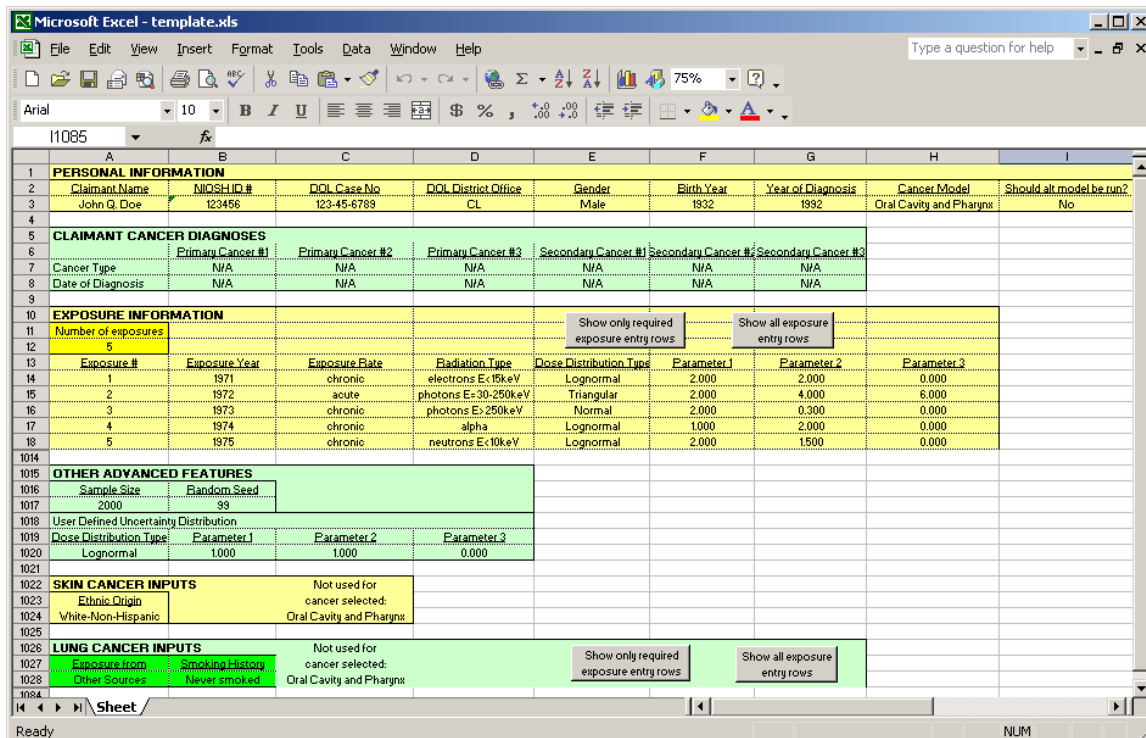 Microsoft Excel - template.xls
File Edit View Insert Format Tools Data Window Help Type a question for help
75%
Arial 10 B I U $ % ,
I1085 fx
A B C D E F G H I
1 PERSONAL INFORMATION
2 Claimant Name NIOSH ID # DOL Case No DOL District Office Gender Birth Year Year of Diagnosis Cancer Model Should alt model be run?
3 John Q. Doe 123456 123-45-6789 CL Male 1932 1992 Oral Cavity and Pharynx No
4
5 CLAIMANT CANCER DIAGNOSES
6 Primary Cancer #1 Primary Cancer #2 Primary Cancer #3 Secondary Cancer #1 Secondary Cancer #2 Secondary Cancer #3
7 Cancer Type N/A N/A N/A N/A N/A N/A
8 Date of Diagnosis N/A N/A N/A N/A N/A N/A
9
10 EXPOSURE INFORMATION
11 Number of exposures Show only required Show all exposure
12 5 exposure entry rows entry rows
13 Exposure # Exposure Year Exposure Rate Radiation Type Dose Distribution Type Parameter 1 Parameter 2 Parameter 3
14 1 1971 chronic electrons E<15keV Lognormal 2.000 2.000 0.000
15 2 1972 acute photons E=30-250keV Triangular 2.000 4.000 6.000
16 3 1973 chronic photons E>250keV Normal 2.000 0.300 0.000
17 4 1974 chronic alpha Lognormal 1.000 2.000 0.000
18 5 1975 chronic neutrons E<10keV Lognormal 2.000 1.500 0.000
1014
1015 OTHER ADVANCED FEATURES
1016 Sample Size Random Seed
1017 2000 99
1018 User Defined Uncertainty Distribution
1019 Dose Distribution Type Parameter 1 Parameter 2 Parameter 3
1020 Lognormal 1.000 1.000 0.000
1021
1022 SKIN CANCER INPUTS Not used for
1023 Ethnic Origin cancer selected:
1024 White-Non-Hispanic Oral Cavity and Pharynx
1025
1026 LUNG CANCER INPUTS Not used for Show only required Show all exposure
1027 Exposure from Smoking History cancer selected: exposure entry rows entry rows
1028 Other Sources Never smoked Oral Cavity and Pharynx
1084
Sheet
Ready NUM